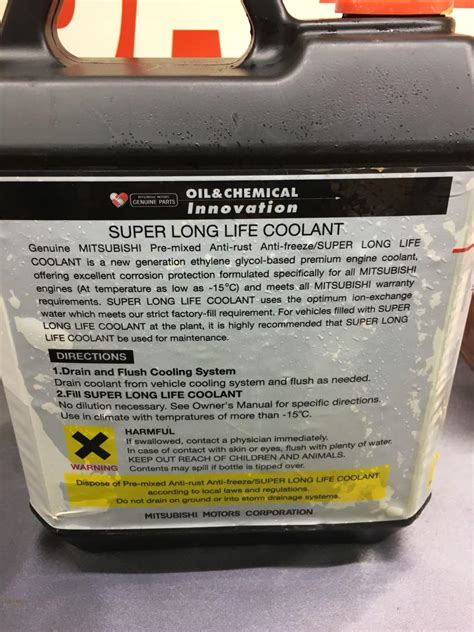 MITSUBISHI MOTORS
GENUINE PARTS
OIL&CHEMICAL
Innovation
SUPER LONG LIFE COOLANT
Genuine MITSUBISHI Pre-mixed Anti-rust Anti-freeze/SUPER LONG LIFE
COOLANT is a new generation ethylene glycol-based premium engine coolant,
offering excellent corrosion protection formulated specifically for all MITSUBISHI
engines (At temperature as low as -15°C) and meets all MITSUBISHI warranty
requirements. SUPER LONG LIFE COOLANT uses the optimum ion-exchange
water which meets our strict factory-fill requirement. For vehicles filled with SUPER
LONG LIFE COOLANT at the plant, it is highly recommended that SUPER LONG
LIFE COOLANT be used for maintenance.
DIRECTIONS
1.Drain and Flush Cooling System
Drain coolant from vehicle cooling system and flush as needed.
2.Fill SUPER LONG LIFE COOLANT
No dilution necessary. See Owner's Manual for specific directions.
Use in climate with tempratures of more than -15°C.
HARMFUL
If swallowed, contact a physician immediately.
In case of contact with skin or eyes, flush with plenty of water.
KEEP OUT REACH OF CHILDREN AND ANIMALS.
Contents may spill if bottle is tipped over.
WARNING
Dispose of Pre-mixed Anti-rust Anti-freeze/SUPER LONG LIFE COOLANT
according to local laws and regulations.
Do not drain on ground or into storm drainage systems.
MITSUBISHI MOTORS CORPORATION